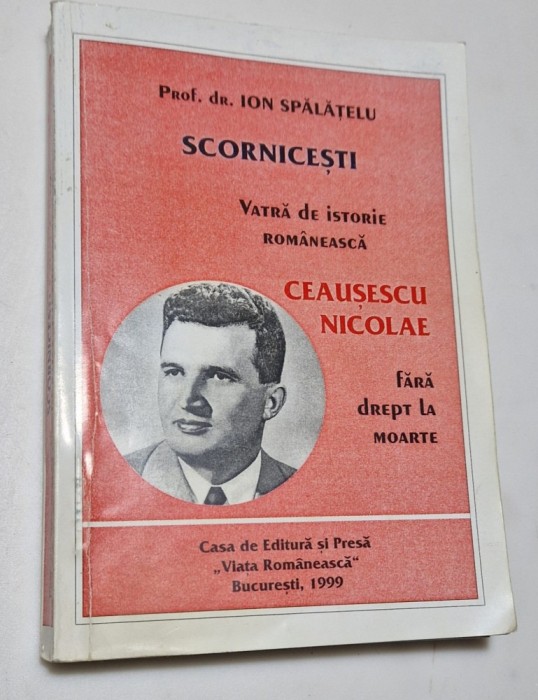 Prof. dr. ION SPĂLĂȚELU
SCORNICEȘTI
VATRĂ de ISTORIE
ROMÂNEASCĂ
CEAUȘESCU
NICOLAE
fĂRĂ
drepT LA
MOARTE
Casa de Editură și Presă
„Viața Românească“
București, 1999